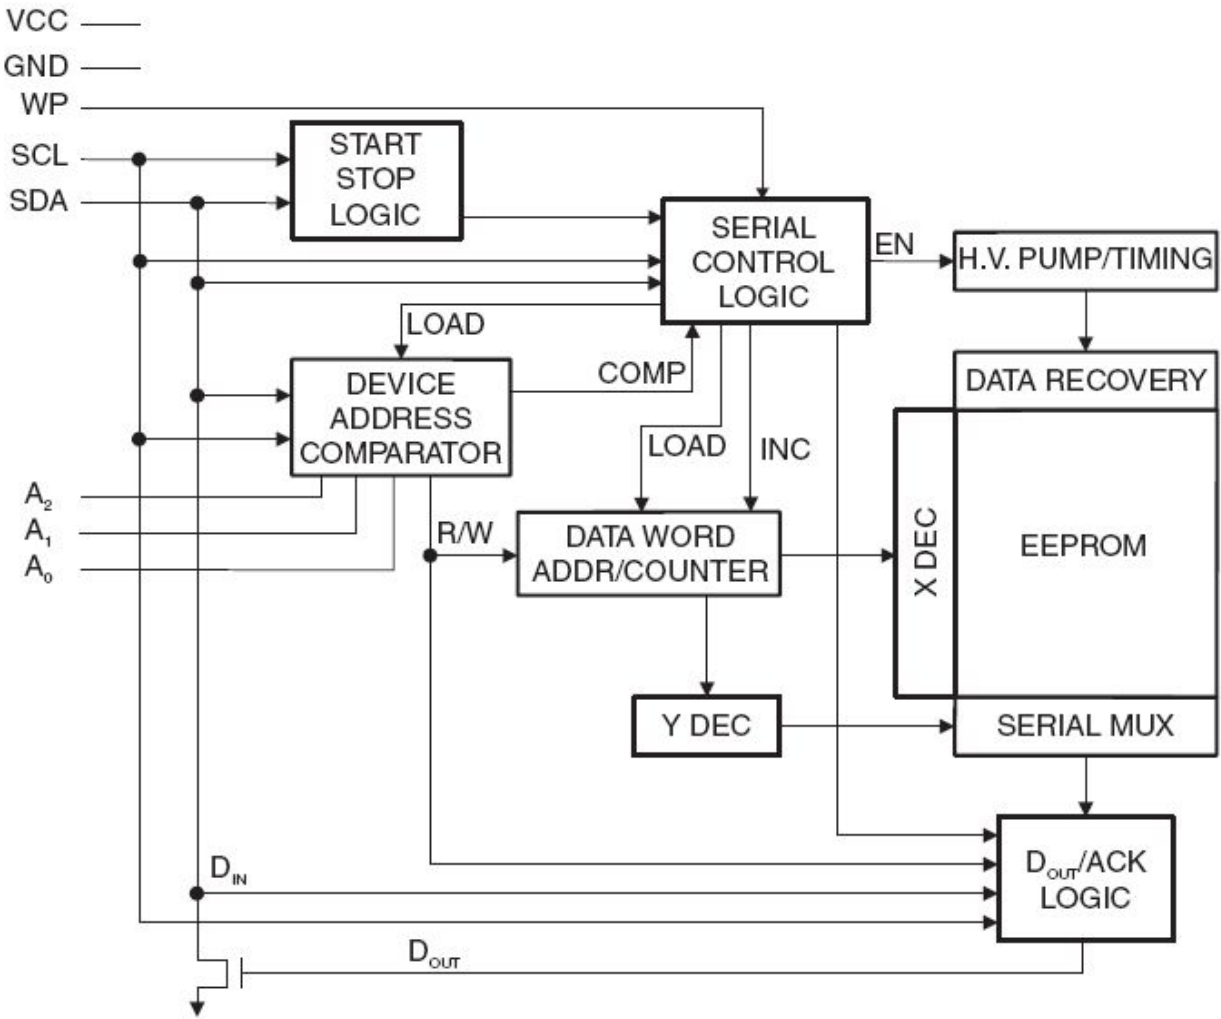 VCC
GND
WP
SCL
SDA
START
STOP
LOGIC
SERIAL
CONTROL
LOGIC
EN
H.V. PUMP/TIMING
LOAD
COMP
DEVICE
ADDRESS
COMPARATOR
DATA RECOVERY
LOAD
INC
A2
A1
A0
R/W
DATA WORD
ADDR/COUNTER
X DEC
EEPROM
Y DEC
SERIAL MUX
DIN
DOUT/ACK
LOGIC
DOUT